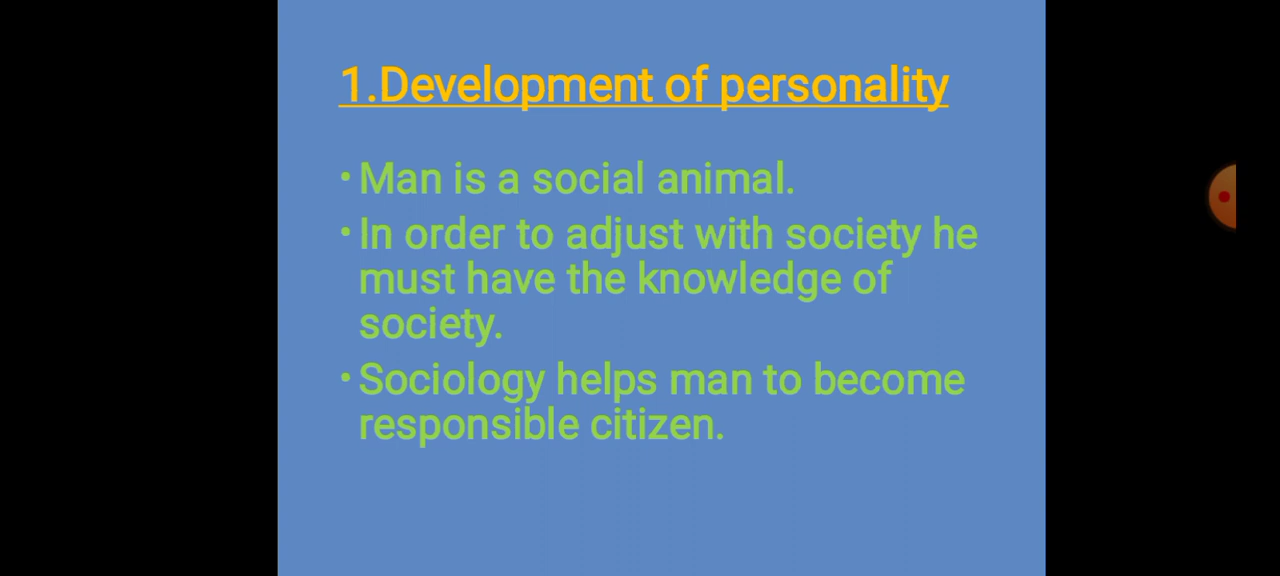 1.Development of personality
• Man is a social animal.
• In order to adjust with society he
must have the knowledge of
society.
• Sociology helps man to become
responsible citizen.